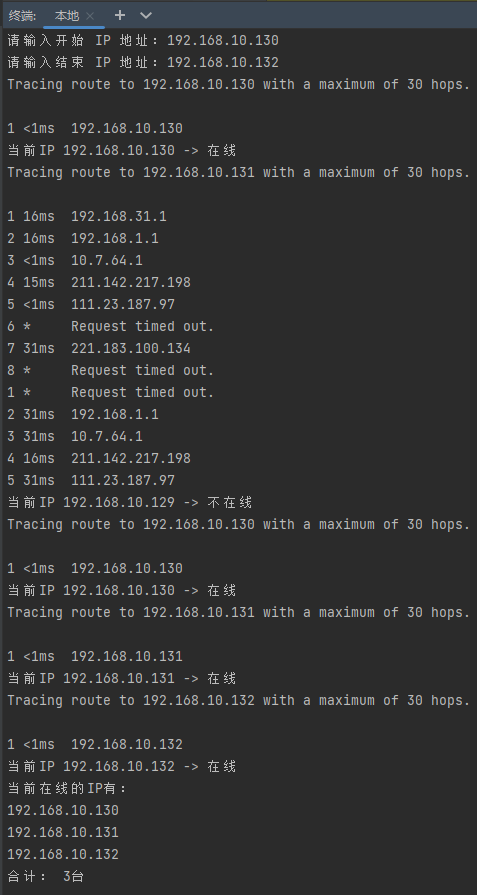 终端: 本地 × + ∨
请输入开始 IP 地址: 192.168.10.130
请输入结束 IP 地址: 192.168.10.132
Tracing route to 192.168.10.130 with a maximum of 30 hops.
1 <1ms  192.168.10.130
当前IP 192.168.10.130 -> 在线
Tracing route to 192.168.10.131 with a maximum of 30 hops.
1 16ms  192.168.31.1
2 16ms  192.168.1.1
3 <1ms  10.7.64.1
4 15ms  211.142.217.198
5 <1ms  111.23.187.97
6 *     Request timed out.
7 31ms  221.183.100.134
8 *     Request timed out.
1 *     Request timed out.
2 31ms  192.168.1.1
3 31ms  10.7.64.1
4 16ms  211.142.217.198
5 31ms  111.23.187.97
当前IP 192.168.10.129 -> 不在线
Tracing route to 192.168.10.130 with a maximum of 30 hops.
1 <1ms  192.168.10.130
当前IP 192.168.10.130 -> 在线
Tracing route to 192.168.10.131 with a maximum of 30 hops.
1 <1ms  192.168.10.131
当前IP 192.168.10.131 -> 在线
Tracing route to 192.168.10.132 with a maximum of 30 hops.
1 <1ms  192.168.10.132
当前IP 192.168.10.132 -> 在线
当前在线的IP有:
192.168.10.130
192.168.10.131
192.168.10.132
合计: 3台